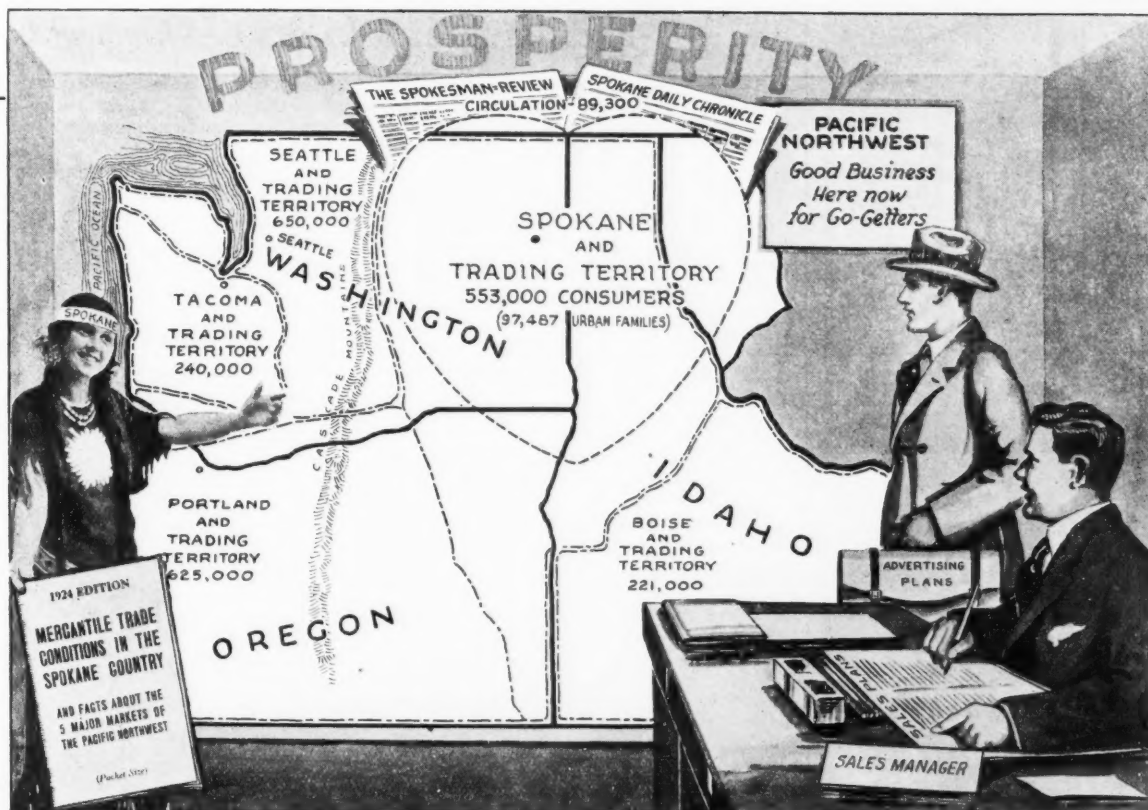 PROSPERITY
THE SPOKESMAN-REVIEW
SPOKANE DAILY CHRONICLE
CIRCULATION-89,300
PACIFIC
NORTHWEST
Good Business
Here now
for Go-Getters
SEATTLE
AND
TRADING
TERRITORY
650,000
SEATTLE
PACIFIC OCEAN
WASHINGTON
SPOKANE
AND
TRADING TERRITORY
553,000 CONSUMERS
(97,487 URBAN FAMILIES)
TACOMA
AND
TRADING
TERRITORY
240,000
SPOKANE
CASCADE MOUNTAINS
PORTLAND
AND
TRADING
TERRITORY
625,000
OREGON
IDAHO
BOISE
AND
TRADING
TERRITORY
221,000
ADVERTISING
PLANS
1924 EDITION
MERCANTILE TRADE
CONDITIONS IN THE
SPOKANE COUNTRY
AND FACTS ABOUT THE
5 MAJOR MARKETS OF
THE PACIFIC NORTHWEST
(Pocket Size)
SALES PLANS
SALES MANAGER